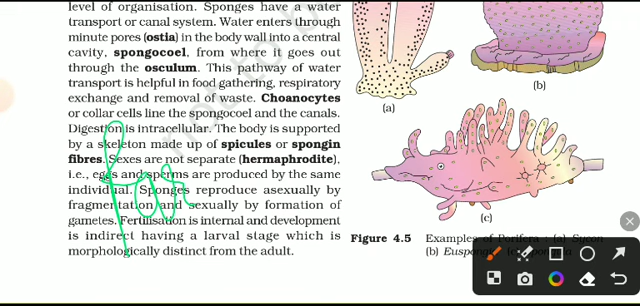 level of organisation. Sponges have a water
transport or canal system. Water enters through
minute pores (ostia) in the body wall into a central
cavity, spongocoel, from where it goes out
through the osculum. This pathway of water
transport is helpful in food gathering, respiratory
exchange and removal of waste. Choanocytes
or collar cells line the spongocoel and the canals.
Digestion is intracellular. The body is supported
by a skeleton made up of spicules or spongin
fibres. Sexes are not separate (hermaphrodite),
i.e., eggs and sperms are produced by the same
individual. Sponges reproduce asexually by
fragmentation and sexually by formation of
gametes. Fertilisation is internal and development
is indirect having a larval stage which is
morphologically distinct from the adult.
(a)
(b)
(c)
Figure 4.5 Examples of Porifera : (a) Sycon
(b)